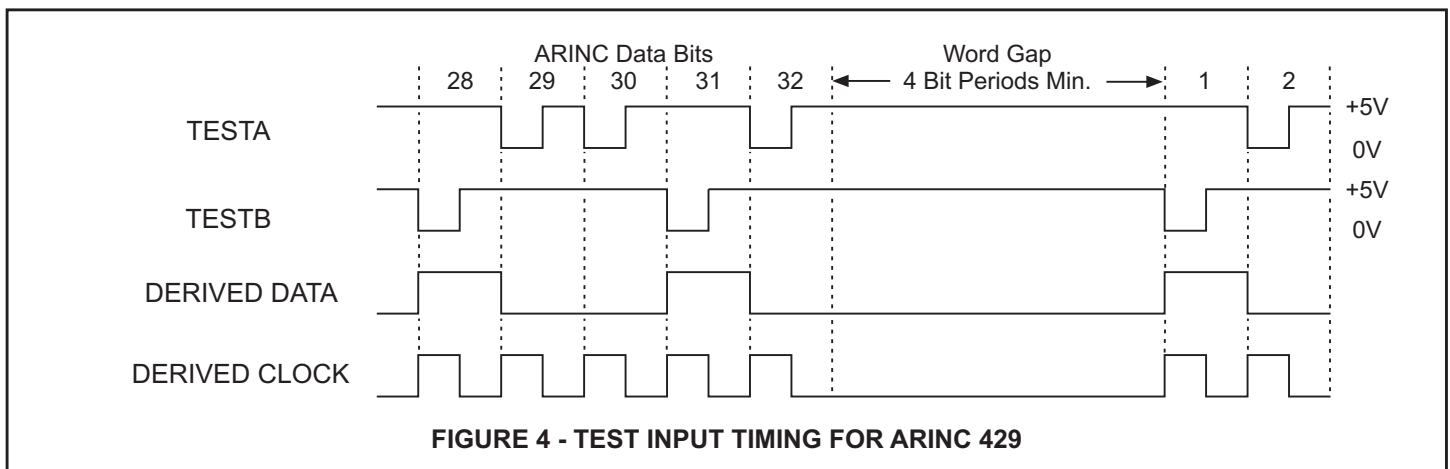 ARINC Data Bits
Word Gap
28 29 30 31 32 4 Bit Periods Min. 1 2
TESTA
+5V
0V
TESTB
+5V
0V
DERIVED DATA
DERIVED CLOCK
FIGURE 4 - TEST INPUT TIMING FOR ARINC 429